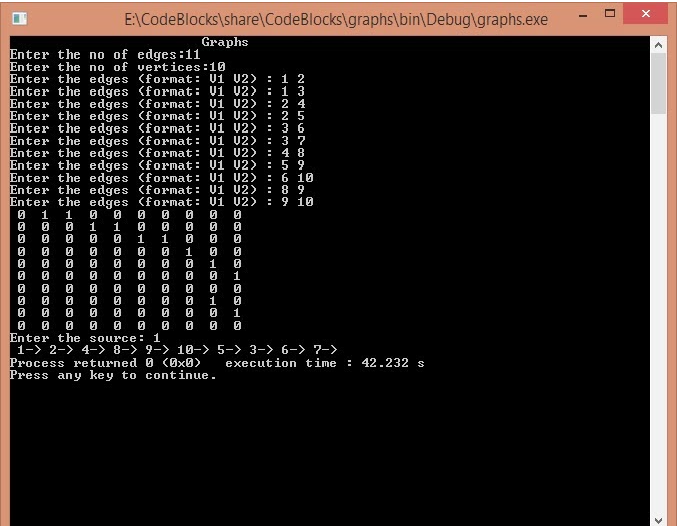 E:\CodeBlocks\share\CodeBlocks\graphs\bin\Debug\graphs.exe
Graphs
Enter the no of edges:11
Enter the no of vertices:10
Enter the edges (format: V1 V2) : 1 2
Enter the edges (format: V1 V2) : 1 3
Enter the edges (format: V1 V2) : 2 4
Enter the edges (format: V1 V2) : 2 5
Enter the edges (format: V1 V2) : 3 6
Enter the edges (format: V1 V2) : 3 7
Enter the edges (format: V1 V2) : 4 8
Enter the edges (format: V1 V2) : 5 9
Enter the edges (format: V1 V2) : 6 10
Enter the edges (format: V1 V2) : 8 9
Enter the edges (format: V1 V2) : 9 10
0 1 1 0 0 0 0 0 0 0
0 0 0 1 1 0 0 0 0 0
0 0 0 0 0 1 1 0 0 0
0 0 0 0 0 0 0 1 0 0
0 0 0 0 0 0 0 0 1 0
0 0 0 0 0 0 0 0 0 1
0 0 0 0 0 0 0 0 0 0
0 0 0 0 0 0 0 0 1 0
0 0 0 0 0 0 0 0 0 1
0 0 0 0 0 0 0 0 0 0
Enter the source: 1
1-> 2-> 4-> 8-> 9-> 10-> 5-> 3-> 6-> 7->
Process returned 0 (0x0)   execution time : 42.232 s
Press any key to continue.